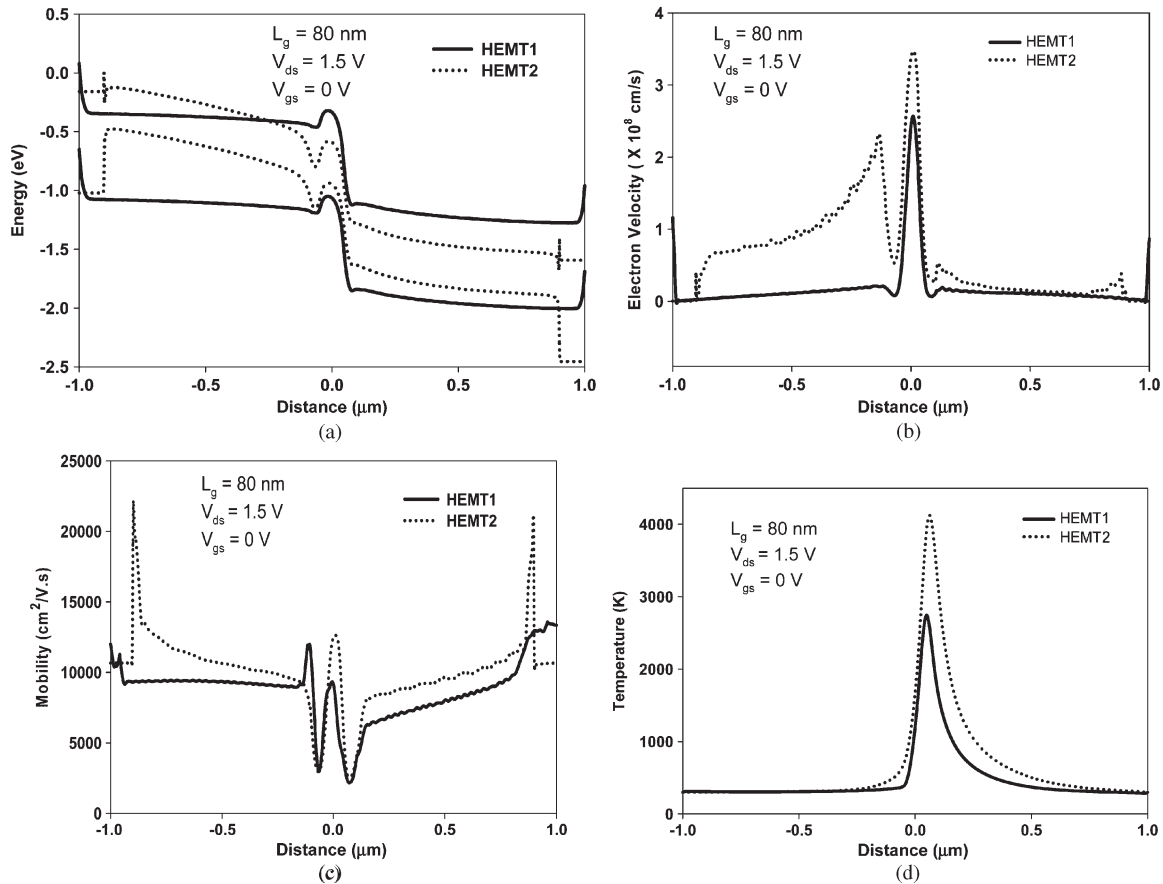 0.5
0.0
-0.5
-1.0
-1.5
-2.0
-2.5
Energy (eV)
L_g = 80 nm
V_ds = 1.5 V
V_gs = 0 V
HEMT1
HEMT2
-1.0 -0.5 0.0 0.5 1.0
Distance (μm)
(a)
4
3
2
1
0
Electron Velocity ( X 10^8 cm/s)
L_g = 80 nm
V_ds = 1.5 V
V_gs = 0 V
HEMT1
HEMT2
-1.0 -0.5 0.0 0.5 1.0
Distance (μm)
(b)
25000
20000
15000
10000
5000
0
Mobility (cm^2/V.s)
L_g = 80 nm
V_ds = 1.5 V
V_gs = 0 V
HEMT1
HEMT2
-1.0 -0.5 0.0 0.5 1.0
Distance (μm)
(c)
4000
3000
2000
1000
0
Temperature (K)
L_g = 80 nm
V_ds = 1.5 V
V_gs = 0 V
HEMT1
HEMT2
-1.0 -0.5 0.0 0.5 1.0
Distance (μm)
(d)